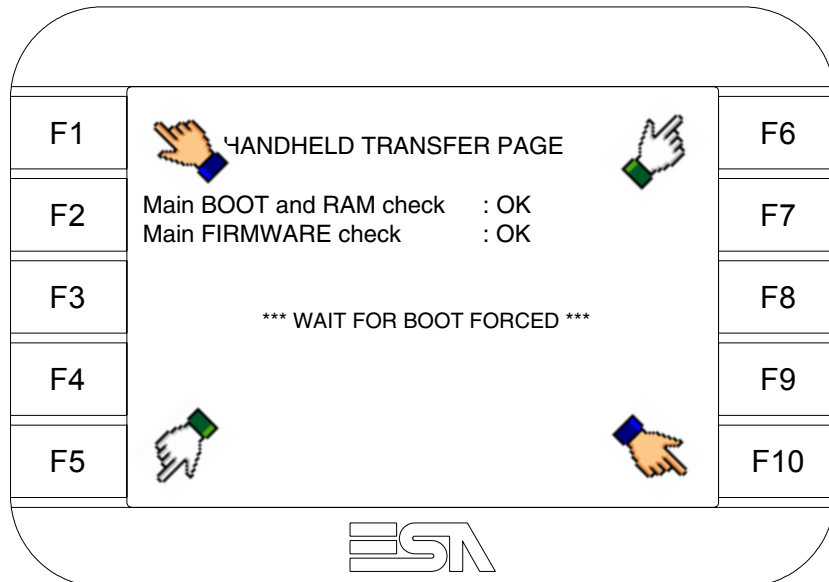 HANDHELD TRANSFER PAGE
Main BOOT and RAM check : OK
Main FIRMWARE check : OK
*** WAIT FOR BOOT FORCED ***
F1
F2
F3
F4
F5
F6
F7
F8
F9
F10
ESA